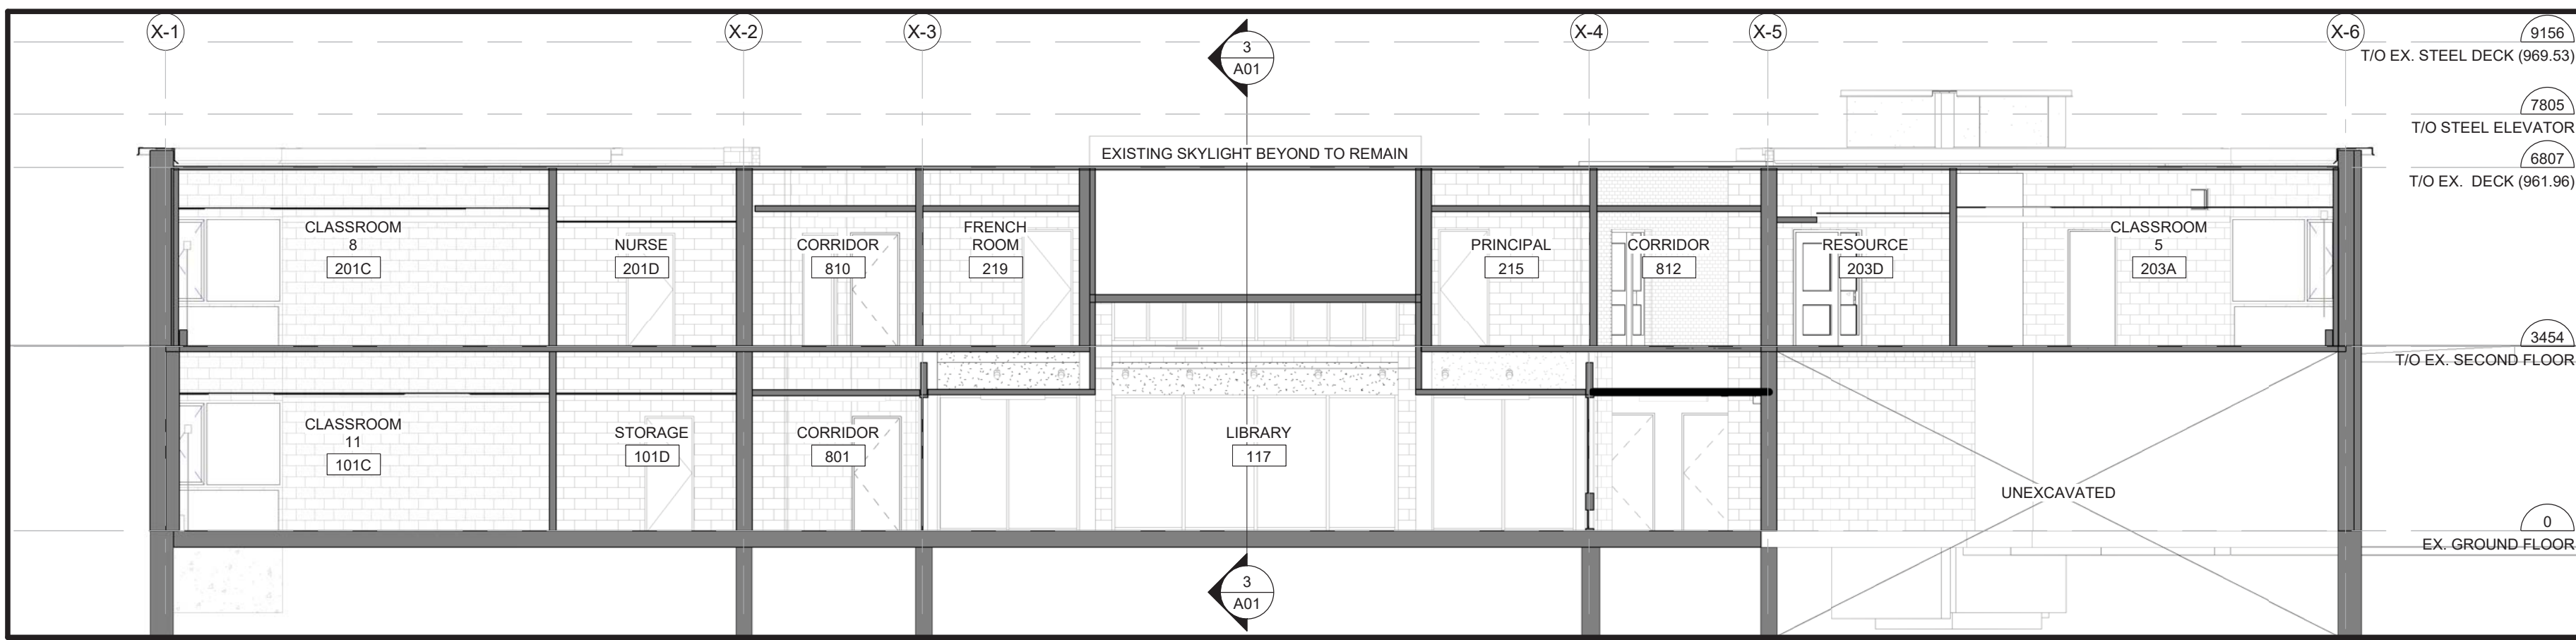 X-1
X-2
X-3
X-4
X-5
X-6
3
A01
9156
T/O EX. STEEL DECK (969.53)
7805
T/O STEEL ELEVATOR
6807
T/O EX. DECK (961.96)
EXISTING SKYLIGHT BEYOND TO REMAIN
CLASSROOM
8
201C
NURSE
201D
CORRIDOR
810
FRENCH
ROOM
219
PRINCIPAL
215
CORRIDOR
812
RESOURCE
203D
CLASSROOM
5
203A
3454
T/O EX. SECOND FLOOR
CLASSROOM
11
101C
STORAGE
101D
CORRIDOR
801
LIBRARY
117
UNEXCAVATED
0
EX. GROUND FLOOR
3
A01